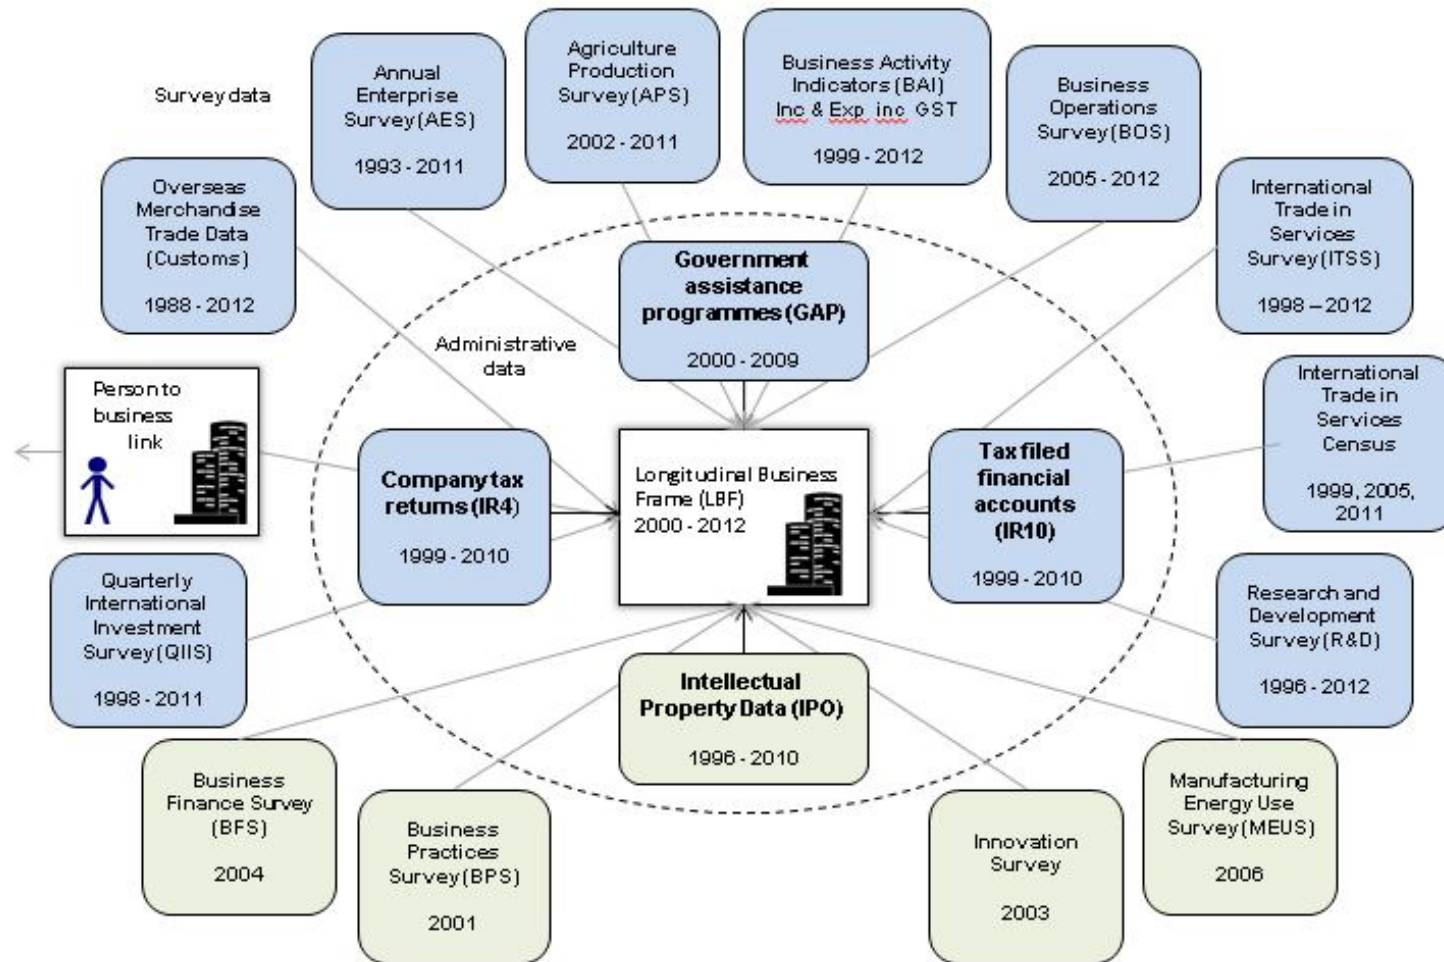 Survey data
Annual
Enterprise
Survey (AES)
1993 - 2011
Agriculture
Production
Survey (APS)
2002 - 2011
Business Activity
Indicators (BAI)
Inc & Exp inc GST
1999 - 2012
Business
Operations
Survey (BOS)
2005 - 2012
Overseas
Merchandise
Trade Data
(Customs)
1988 - 2012
International
Trade in
Services
Survey (ITSS)
1998 – 2012
Government
assistance
programmes (GAP)
2000 - 2009
Administrative
data
Person to
business
link
Company tax
returns (IR4)
1999 - 2010
Longitudinal Business
Frame (LBF)
2000 - 2012
Tax filed
financial
accounts
(IR10)
1999 - 2010
International
Trade in
Services
Census
1999, 2005,
2011
Quarterly
International
Investment
Survey (QIIS)
1998 - 2011
Research and
Development
Survey (R&D)
1996 - 2012
Intellectual
Property Data (IPO)
1996 - 2010
Business
Finance Survey
(BFS)
2004
Business
Practices
Survey (BPS)
2001
Innovation
Survey
2003
Manufacturing
Energy Use
Survey (MEUS)
2006